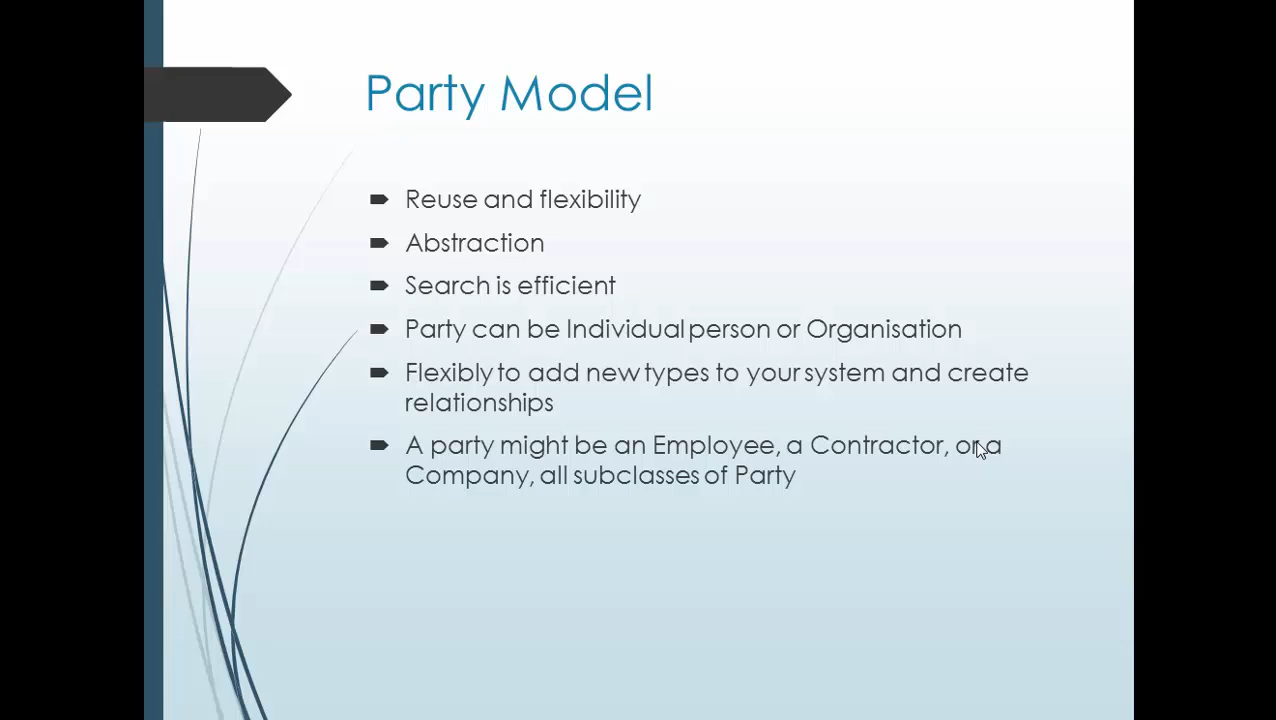 Party Model
Reuse and flexibility
Abstraction
Search is efficient
Party can be Individual person or Organisation
Flexibly to add new types to your system and create
relationships
A party might be an Employee, a Contractor, or a
Company, all subclasses of Party